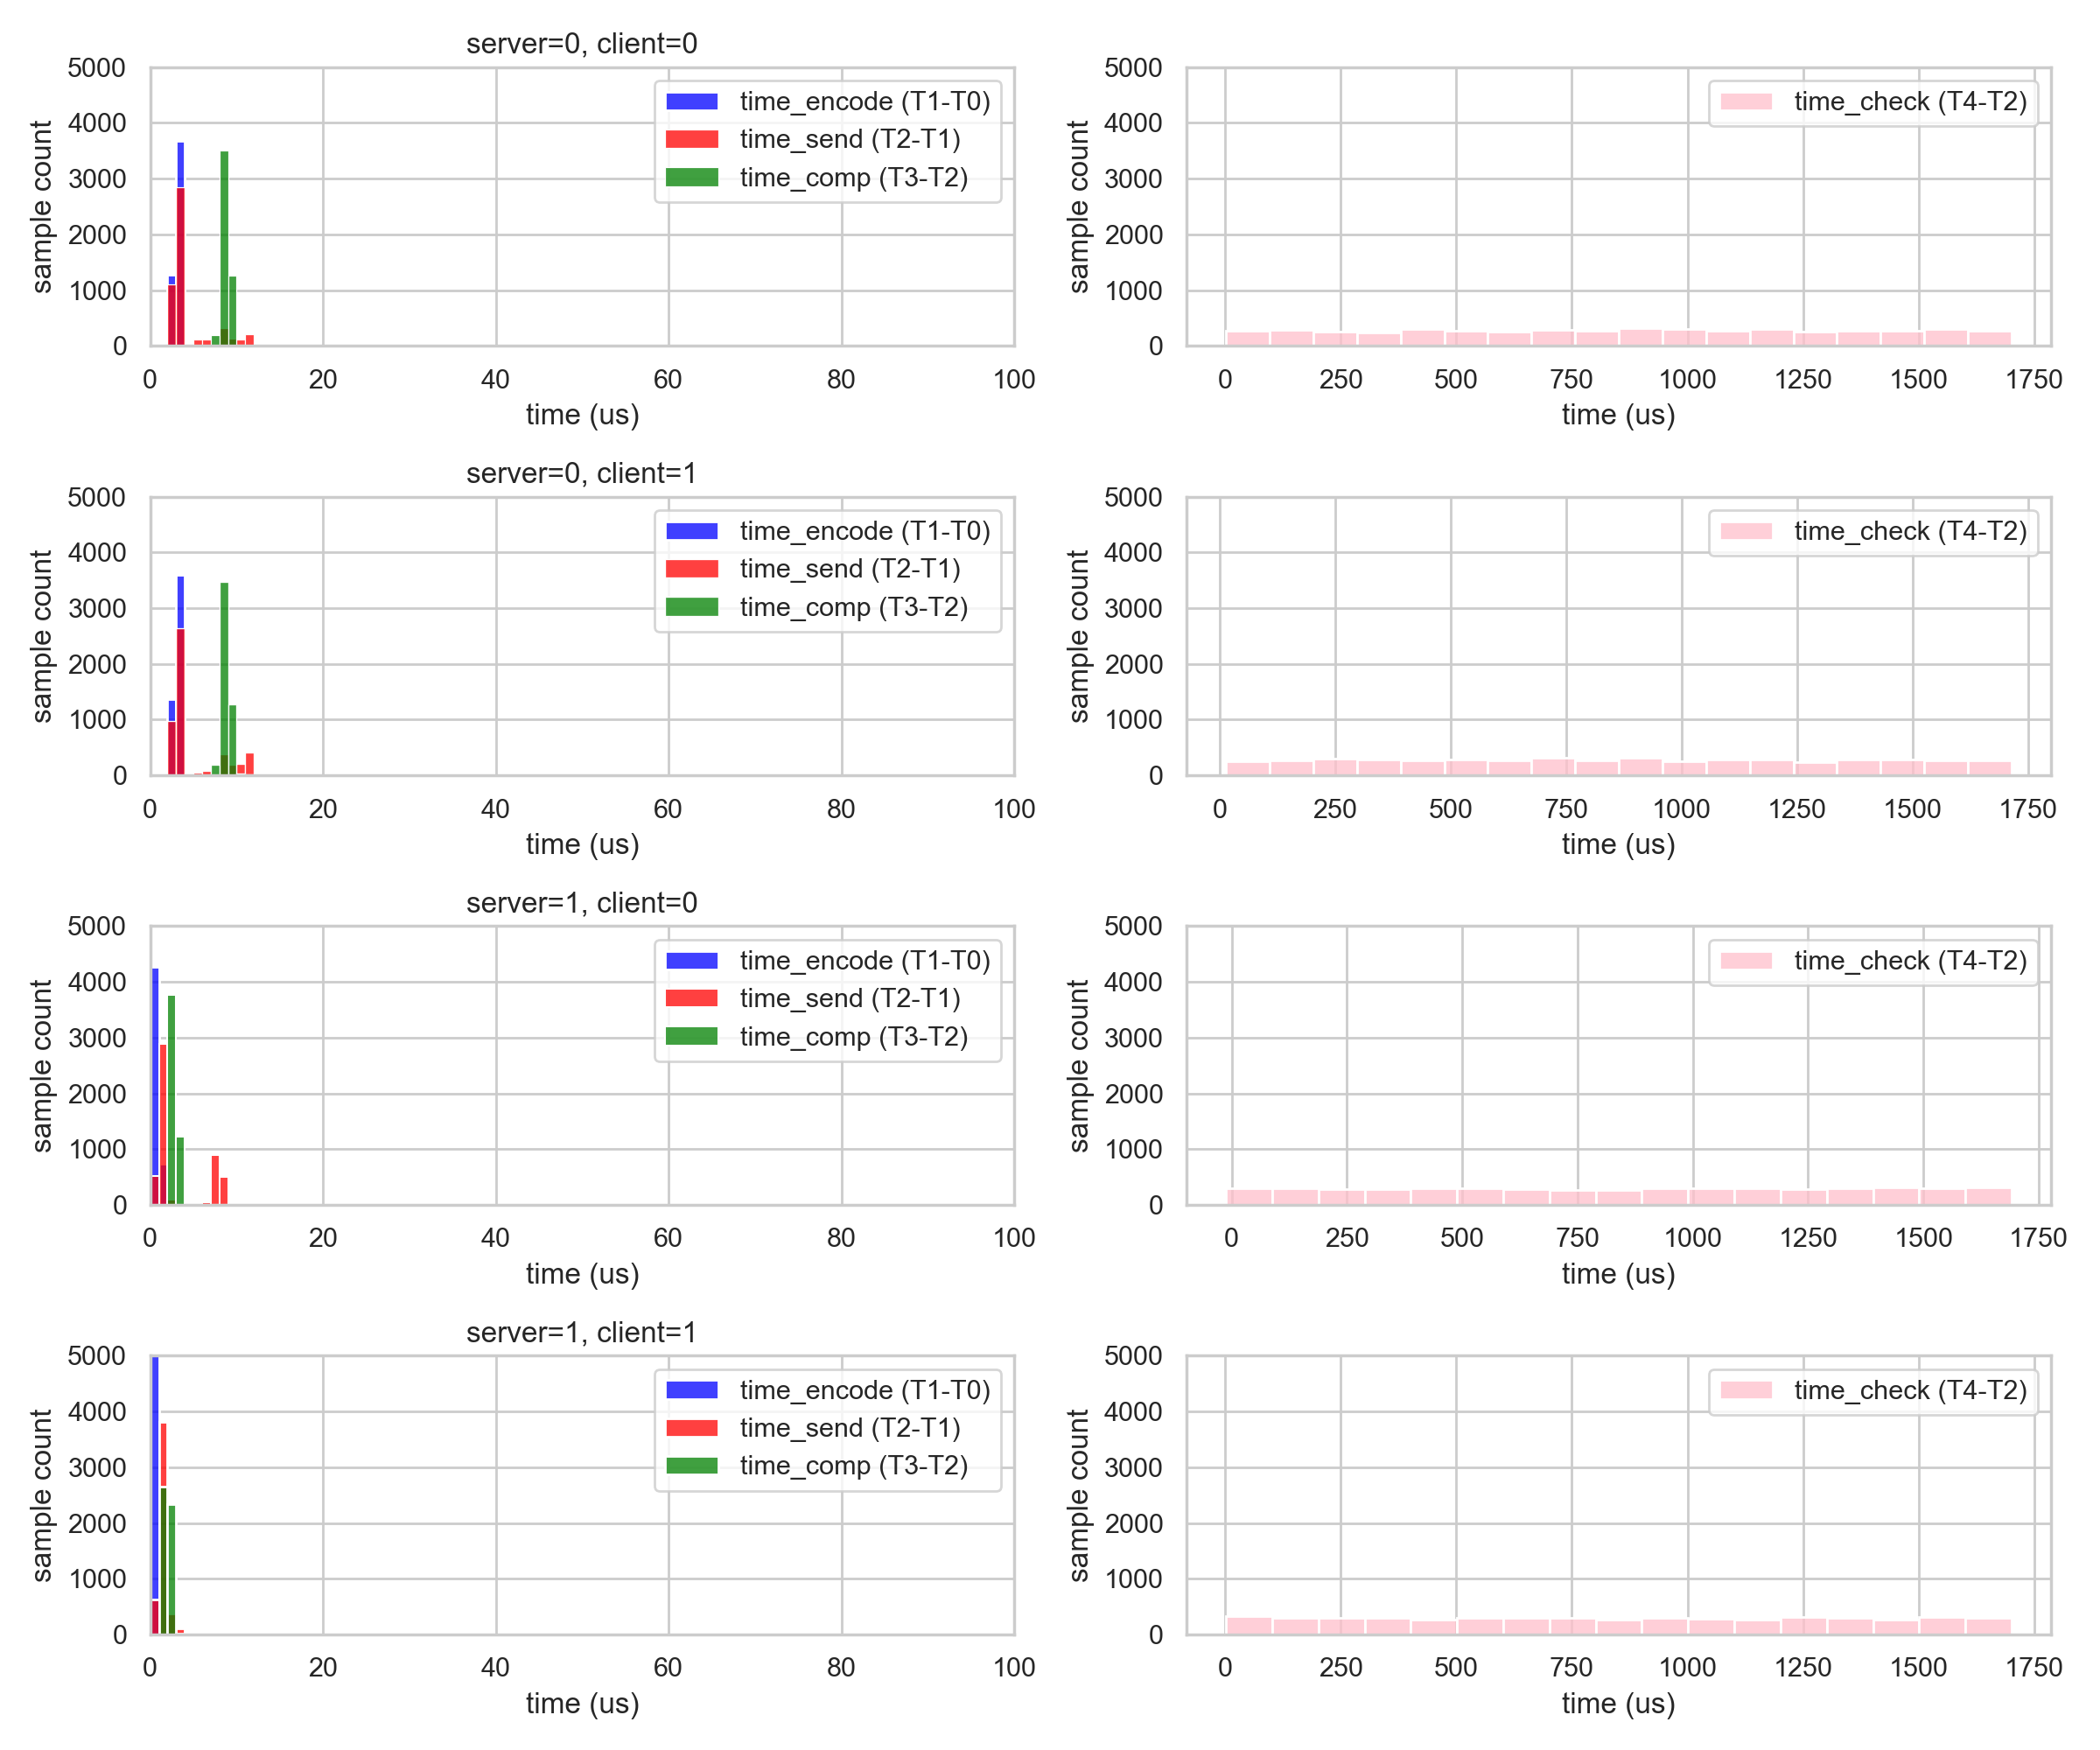 server=0, client=0
5000
4000
3000
2000
1000
0
sample count
time_encode (T1-T0)
time_send (T2-T1)
time_comp (T3-T2)
0 20 40 60 80 100
time (us)
5000
4000
3000
2000
1000
0
sample count
time_check (T4-T2)
0 250 500 750 1000 1250 1500 1750
time (us)
server=0, client=1
5000
4000
3000
2000
1000
0
sample count
time_encode (T1-T0)
time_send (T2-T1)
time_comp (T3-T2)
0 20 40 60 80 100
time (us)
5000
4000
3000
2000
1000
0
sample count
time_check (T4-T2)
0 250 500 750 1000 1250 1500 1750
time (us)
server=1, client=0
5000
4000
3000
2000
1000
0
sample count
time_encode (T1-T0)
time_send (T2-T1)
time_comp (T3-T2)
0 20 40 60 80 100
time (us)
5000
4000
3000
2000
1000
0
sample count
time_check (T4-T2)
0 250 500 750 1000 1250 1500 1750
time (us)
server=1, client=1
5000
4000
3000
2000
1000
0
sample count
time_encode (T1-T0)
time_send (T2-T1)
time_comp (T3-T2)
0 20 40 60 80 100
time (us)
5000
4000
3000
2000
1000
0
sample count
time_check (T4-T2)
0 250 500 750 1000 1250 1500 1750
time (us)